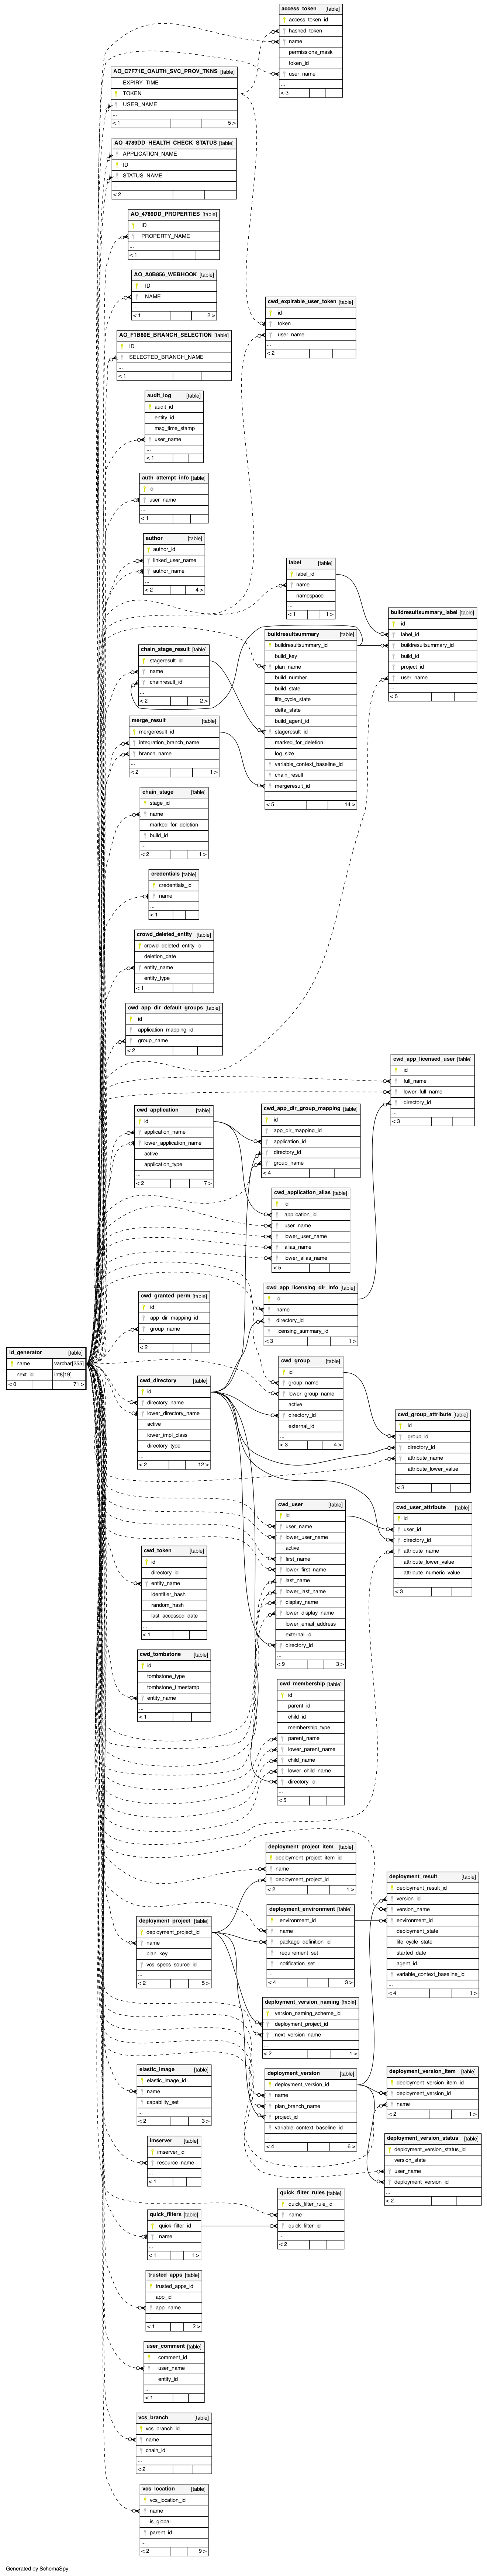 access_token [table]
access_token_id
hashed_token
name
permissions_mask
token_id
user_name
...
< 3
AO_C7F71E_OAUTH_SVC_PROV_TKNS [table]
EXPIRY_TIME
TOKEN
USER_NAME
...
< 1 5 >
AO_4789DD_HEALTH_CHECK_STATUS [table]
APPLICATION_NAME
ID
STATUS_NAME
...
< 2
AO_4789DD_PROPERTIES [table]
ID
PROPERTY_NAME
...
< 1
AO_A0B856_WEBHOOK [table]
ID
NAME
...
< 1 2 >
cwd_expirable_user_token [table]
id
token
user_name
...
< 2
AO_F1B80E_BRANCH_SELECTION [table]
ID
SELECTED_BRANCH_NAME
...
< 1
audit_log [table]
audit_id
entity_id
msg_time_stamp
user_name
...
< 1
auth_attempt_info [table]
id
user_name
...
< 1
author [table]
author_id
linked_user_name
author_name
...
< 2 4 >
label [table]
label_id
name
namespace
...
< 1 1 >
buildresultsummary_label [table]
id
label_id
buildresultsummary_id
build_id
project_id
user_name
...
< 5
buildresultsummary [table]
buildresultsummary_id
build_key
plan_name
build_number
build_state
life_cycle_state
delta_state
build_agent_id
stageresult_id
marked_for_deletion
log_size
variable_context_baseline_id
chain_result
mergeresult_id
...
< 5 14 >
chain_stage_result [table]
stageresult_id
name
chainresult_id
...
< 2 2 >
merge_result [table]
mergeresult_id
integration_branch_name
branch_name
...
< 2 1 >
chain_stage [table]
stage_id
name
marked_for_deletion
build_id
...
< 2 1 >
credentials [table]
credentials_id
name
...
< 1
crowd_deleted_entity [table]
crowd_deleted_entity_id
deletion_date
entity_name
entity_type
< 1
cwd_app_dir_default_groups [table]
id
application_mapping_id
group_name
< 2
cwd_app_licensed_user [table]
id
full_name
lower_full_name
directory_id
...
< 3
cwd_application [table]
id
application_name
lower_application_name
active
application_type
...
< 2 7 >
cwd_app_dir_group_mapping [table]
id
app_dir_mapping_id
application_id
directory_id
group_name
< 4
cwd_application_alias [table]
id
application_id
user_name
lower_user_name
alias_name
lower_alias_name
< 5
cwd_app_licensing_dir_info [table]
id
name
directory_id
licensing_summary_id
< 3 1 >
cwd_granted_perm [table]
id
app_dir_mapping_id
group_name
...
< 2
id_generator [table]
name varchar[255]
next_id int8[19]
< 0 71 >
cwd_group [table]
id
group_name
lower_group_name
active
directory_id
external_id
...
< 3 4 >
cwd_directory [table]
id
directory_name
lower_directory_name
active
lower_impl_class
directory_type
...
< 2 12 >
cwd_group_attribute [table]
id
group_id
directory_id
attribute_name
attribute_lower_value
...
< 3
cwd_user [table]
id
user_name
lower_user_name
active
first_name
lower_first_name
last_name
lower_last_name
display_name
lower_display_name
lower_email_address
external_id
directory_id
...
< 9 3 >
cwd_user_attribute [table]
id
user_id
directory_id
attribute_name
attribute_lower_value
attribute_numeric_value
...
< 3
cwd_token [table]
id
directory_id
entity_name
identifier_hash
random_hash
last_accessed_date
...
< 1
cwd_tombstone [table]
id
tombstone_type
tombstone_timestamp
entity_name
...
< 1
cwd_membership [table]
id
parent_id
child_id
membership_type
parent_name
lower_parent_name
child_name
lower_child_name
directory_id
...
< 5
deployment_project_item [table]
deployment_project_item_id
name
deployment_project_id
< 2 1 >
deployment_result [table]
deployment_result_id
version_id
version_name
environment_id
deployment_state
life_cycle_state
started_date
agent_id
variable_context_baseline_id
...
< 4 1 >
deployment_environment [table]
environment_id
name
package_definition_id
requirement_set
notification_set
...
< 4 3 >
deployment_project [table]
deployment_project_id
name
plan_key
vcs_specs_source_id
...
< 2 5 >
deployment_version_naming [table]
version_naming_scheme_id
deployment_project_id
next_version_name
...
< 2 1 >
elastic_image [table]
elastic_image_id
name
capability_set
...
< 2 3 >
deployment_version [table]
deployment_version_id
name
plan_branch_name
project_id
variable_context_baseline_id
...
< 4 6 >
deployment_version_item [table]
deployment_version_item_id
deployment_version_id
name
< 2 1 >
deployment_version_status [table]
deployment_version_status_id
version_state
user_name
deployment_version_id
...
< 2
imserver [table]
imserver_id
resource_name
...
< 1
quick_filter_rules [table]
quick_filter_rule_id
name
quick_filter_id
...
< 2
quick_filters [table]
quick_filter_id
name
...
< 1 1 >
trusted_apps [table]
trusted_apps_id
app_id
app_name
...
< 1 2 >
user_comment [table]
comment_id
user_name
entity_id
...
< 1
vcs_branch [table]
vcs_branch_id
name
chain_id
...
< 2
vcs_location [table]
vcs_location_id
name
is_global
parent_id
...
< 2 9 >
Generated by SchemaSpy